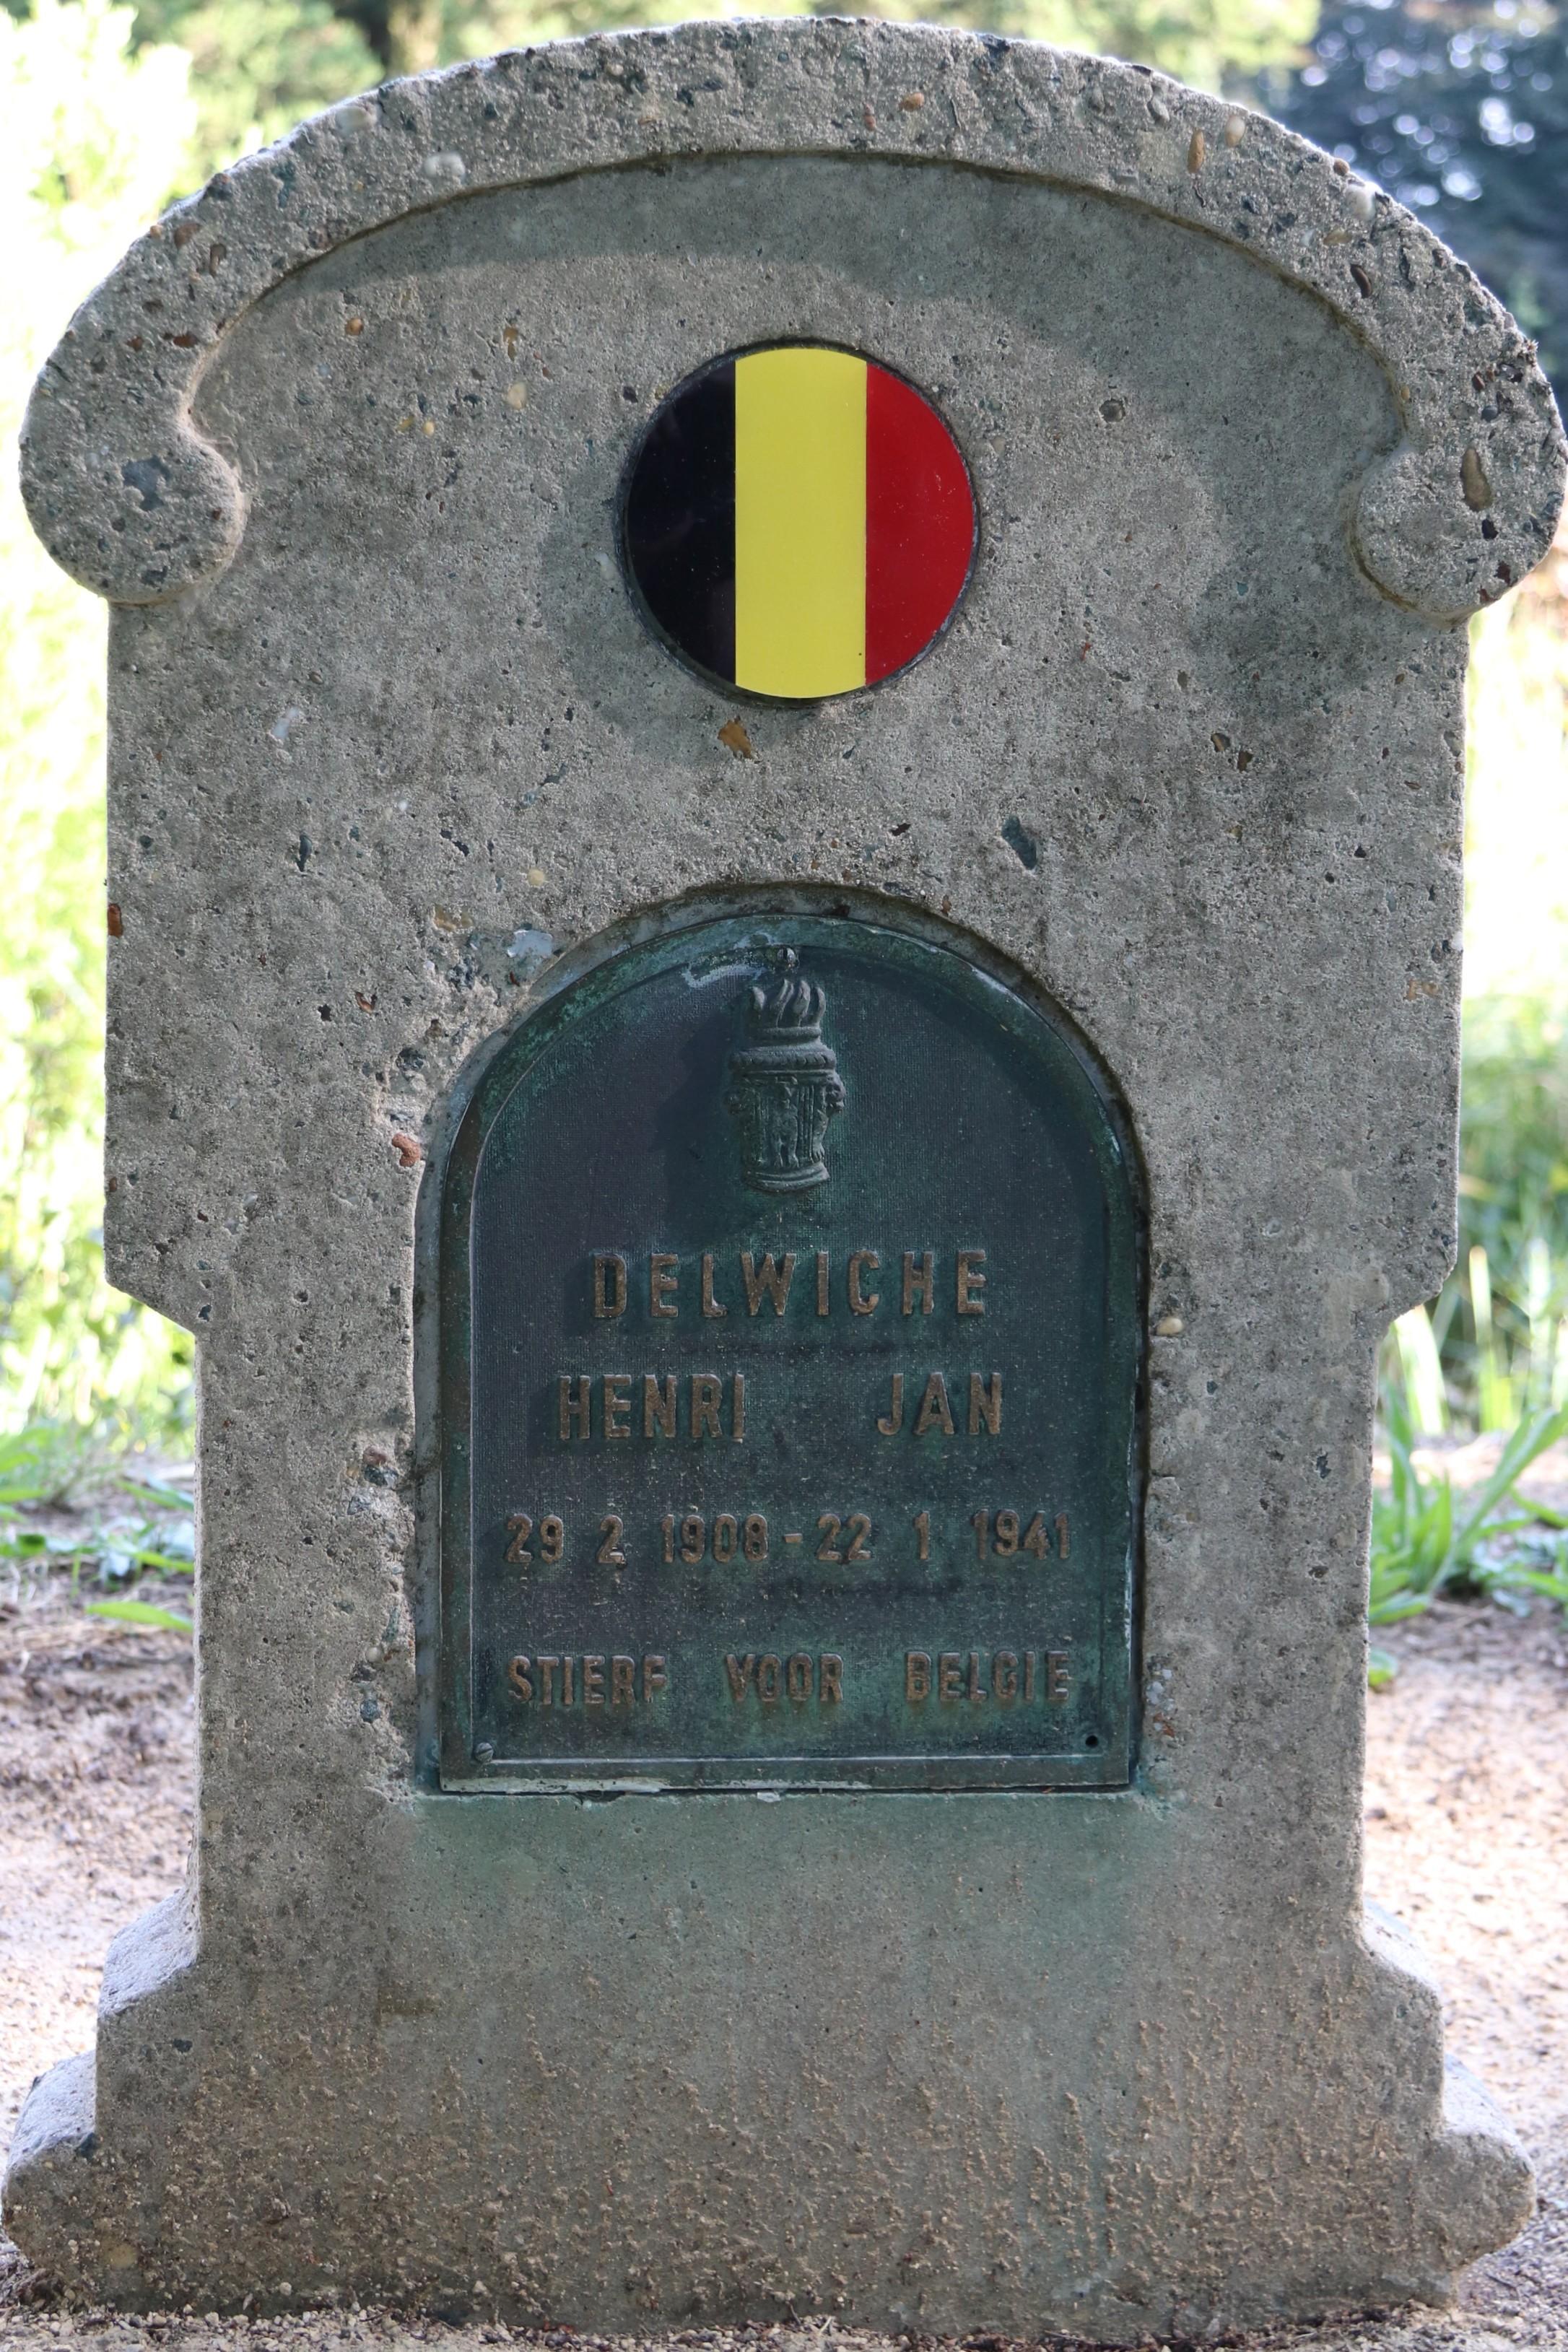 DELWICHE
HENRI JAN
29 2 1908 - 22 1 1941
STIERF VOOR BELGIE